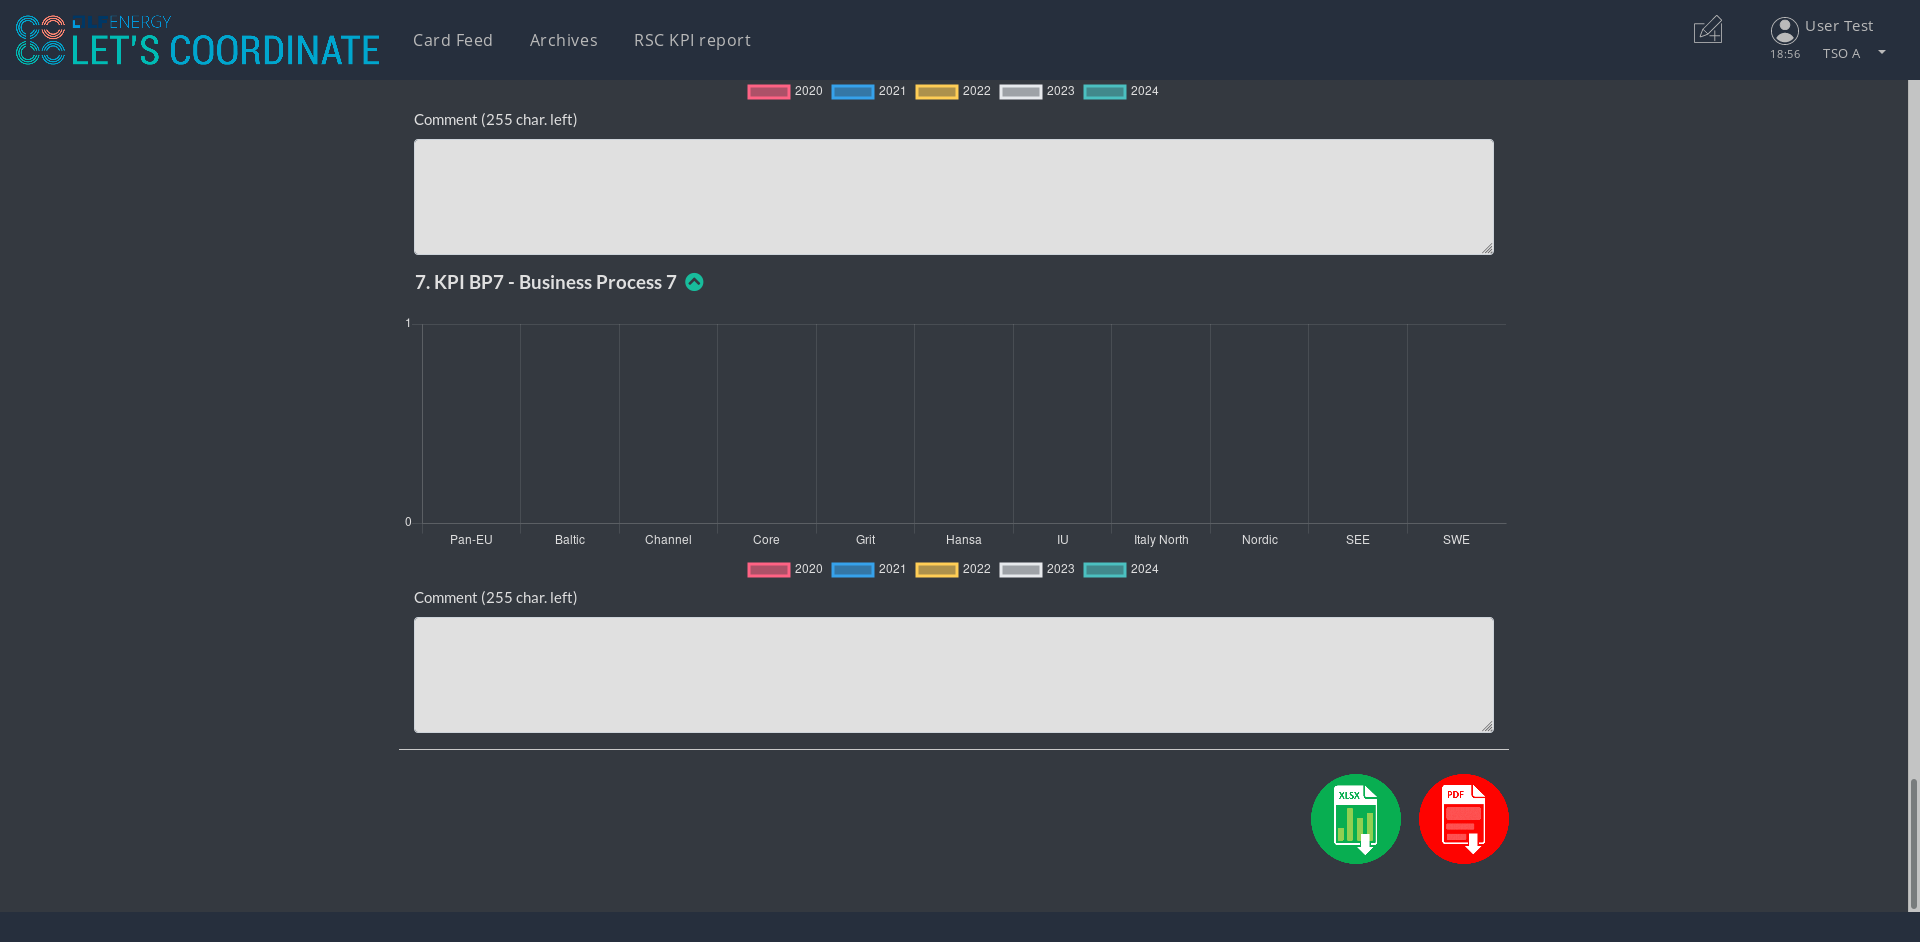 ENERGY
LET'S COORDINATE
Card Feed
Archives
RSC KPI report
User Test
18:56
TSO A
2020
2021
2022
2023
2024
Comment (255 char. left)
7. KPI BP7 - Business Process 7
1
0
Pan-EU
Baltic
Channel
Core
Grit
Hansa
IU
Italy North
Nordic
SEE
SWE
2020
2021
2022
2023
2024
Comment (255 char. left)
XLSX
PDF